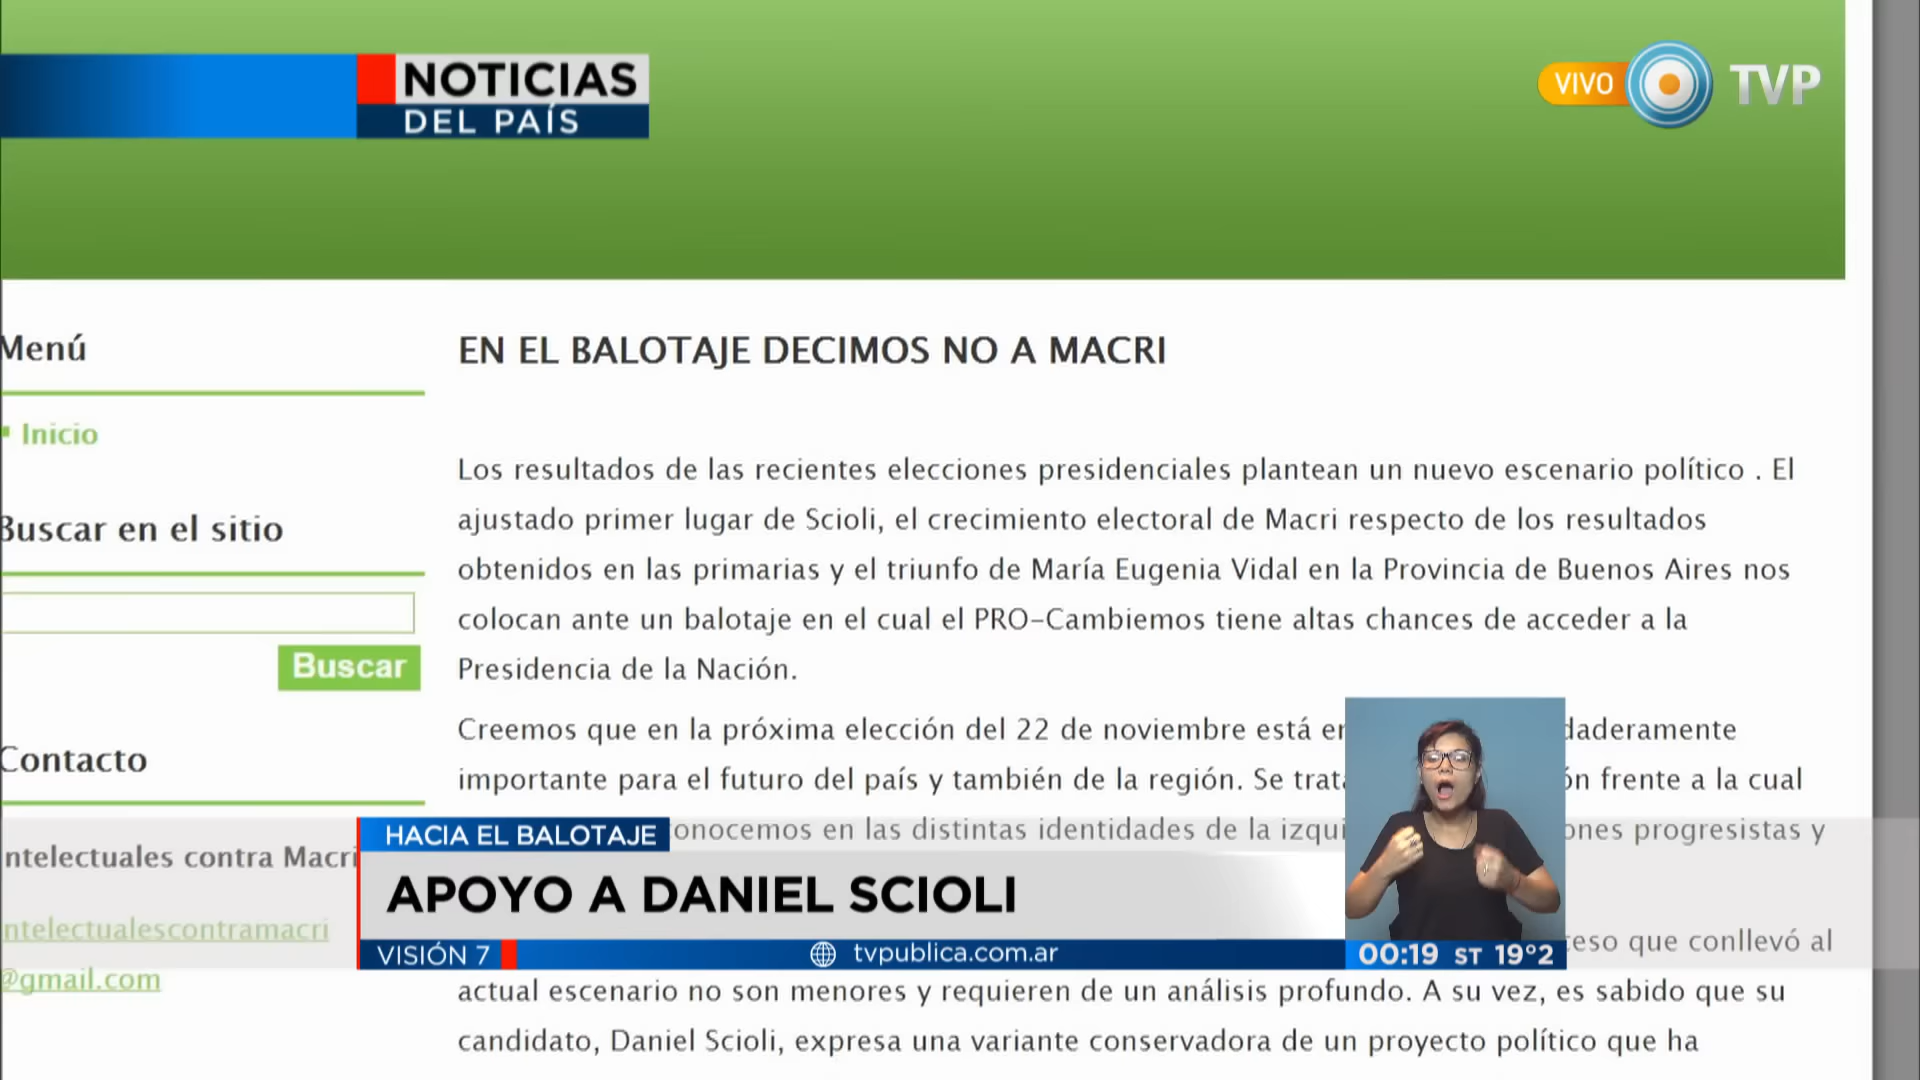 NOTICIAS
DEL PAÍS
VIVO
TVP
Menú
Inicio
Buscar en el sitio
Buscar
Contacto
ntelectuales contra Macri
ntelectualescontramacri
@gmail.com
EN EL BALOTAJE DECIMOS NO A MACRI
Los resultados de las recientes elecciones presidenciales plantean un nuevo escenario político . El
ajustado primer lugar de Scioli, el crecimiento electoral de Macri respecto de los resultados
obtenidos en las primarias y el triunfo de María Eugenia Vidal en la Provincia de Buenos Aires nos
colocan ante un balotaje en el cual el PRO-Cambiemos tiene altas chances de acceder a la
Presidencia de la Nación.
Creemos que en la próxima elección del 22 de noviembre está daderamente
importante para el futuro del país y también de la región. Se trata ón frente a la cual
onocemos en las distintas identidades de la izqui ones progresistas y
eso que conllevó al
actual escenario no son menores y requieren de un análisis profundo. A su vez, es sabido que su
candidato, Daniel Scioli, expresa una variante conservadora de un proyecto político que ha
HACIA EL BALOTAJE
APOYO A DANIEL SCIOLI
VISIÓN 7
tvpublica.com.ar
00:19 ST 19°2